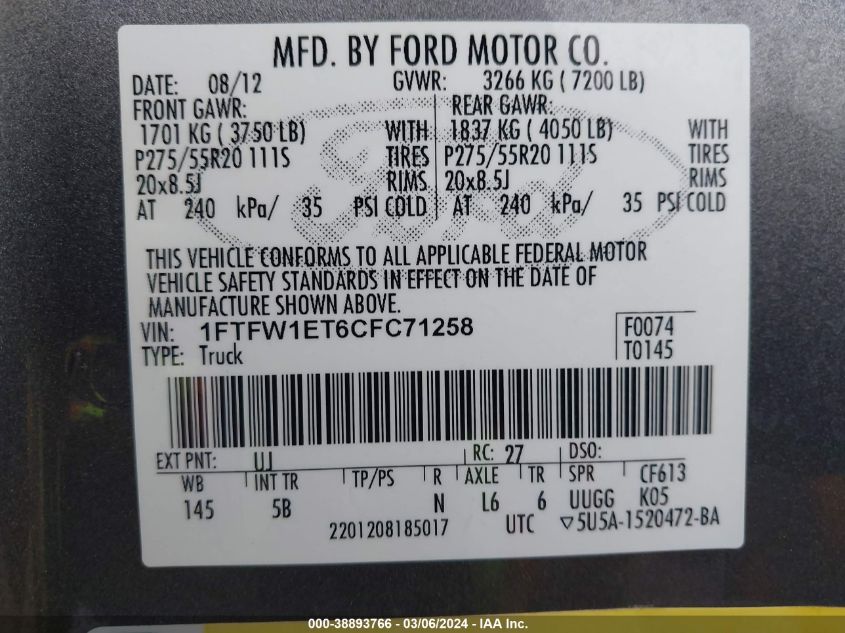 MFD. BY FORD MOTOR CO.
DATE: 08/12 GVWR: 3266 KG ( 7200 LB)
FRONT GAWR: REAR GAWR:
1701 KG ( 3750 LB) WITH 1837 KG ( 4050 LB) WITH
P275/55R20 111S TIRES P275/55R20 111S TIRES
20x8.5J RIMS 20x8.5J RIMS
AT 240 kPa/ 35 PSI COLD AT 240 kPa/ 35 PSI COLD
Ford
THIS VEHICLE CONFORMS TO ALL APPLICABLE FEDERAL MOTOR
VEHICLE SAFETY STANDARDS IN EFFECT ON THE DATE OF
MANUFACTURE SHOWN ABOVE.
VIN: 1FTFW1ET6CFC71258 F0074
TYPE: Truck T0145
EXT PNT: UJ RC: 27 DSO:
WB INT TR TP/PS R AXLE TR SPR CF613
145 5B N L6 6 UUGG K05
2201208185017 UTC ▽5U5A-1520472-BA
000-38893766 - 03/06/2024 - IAA Inc.